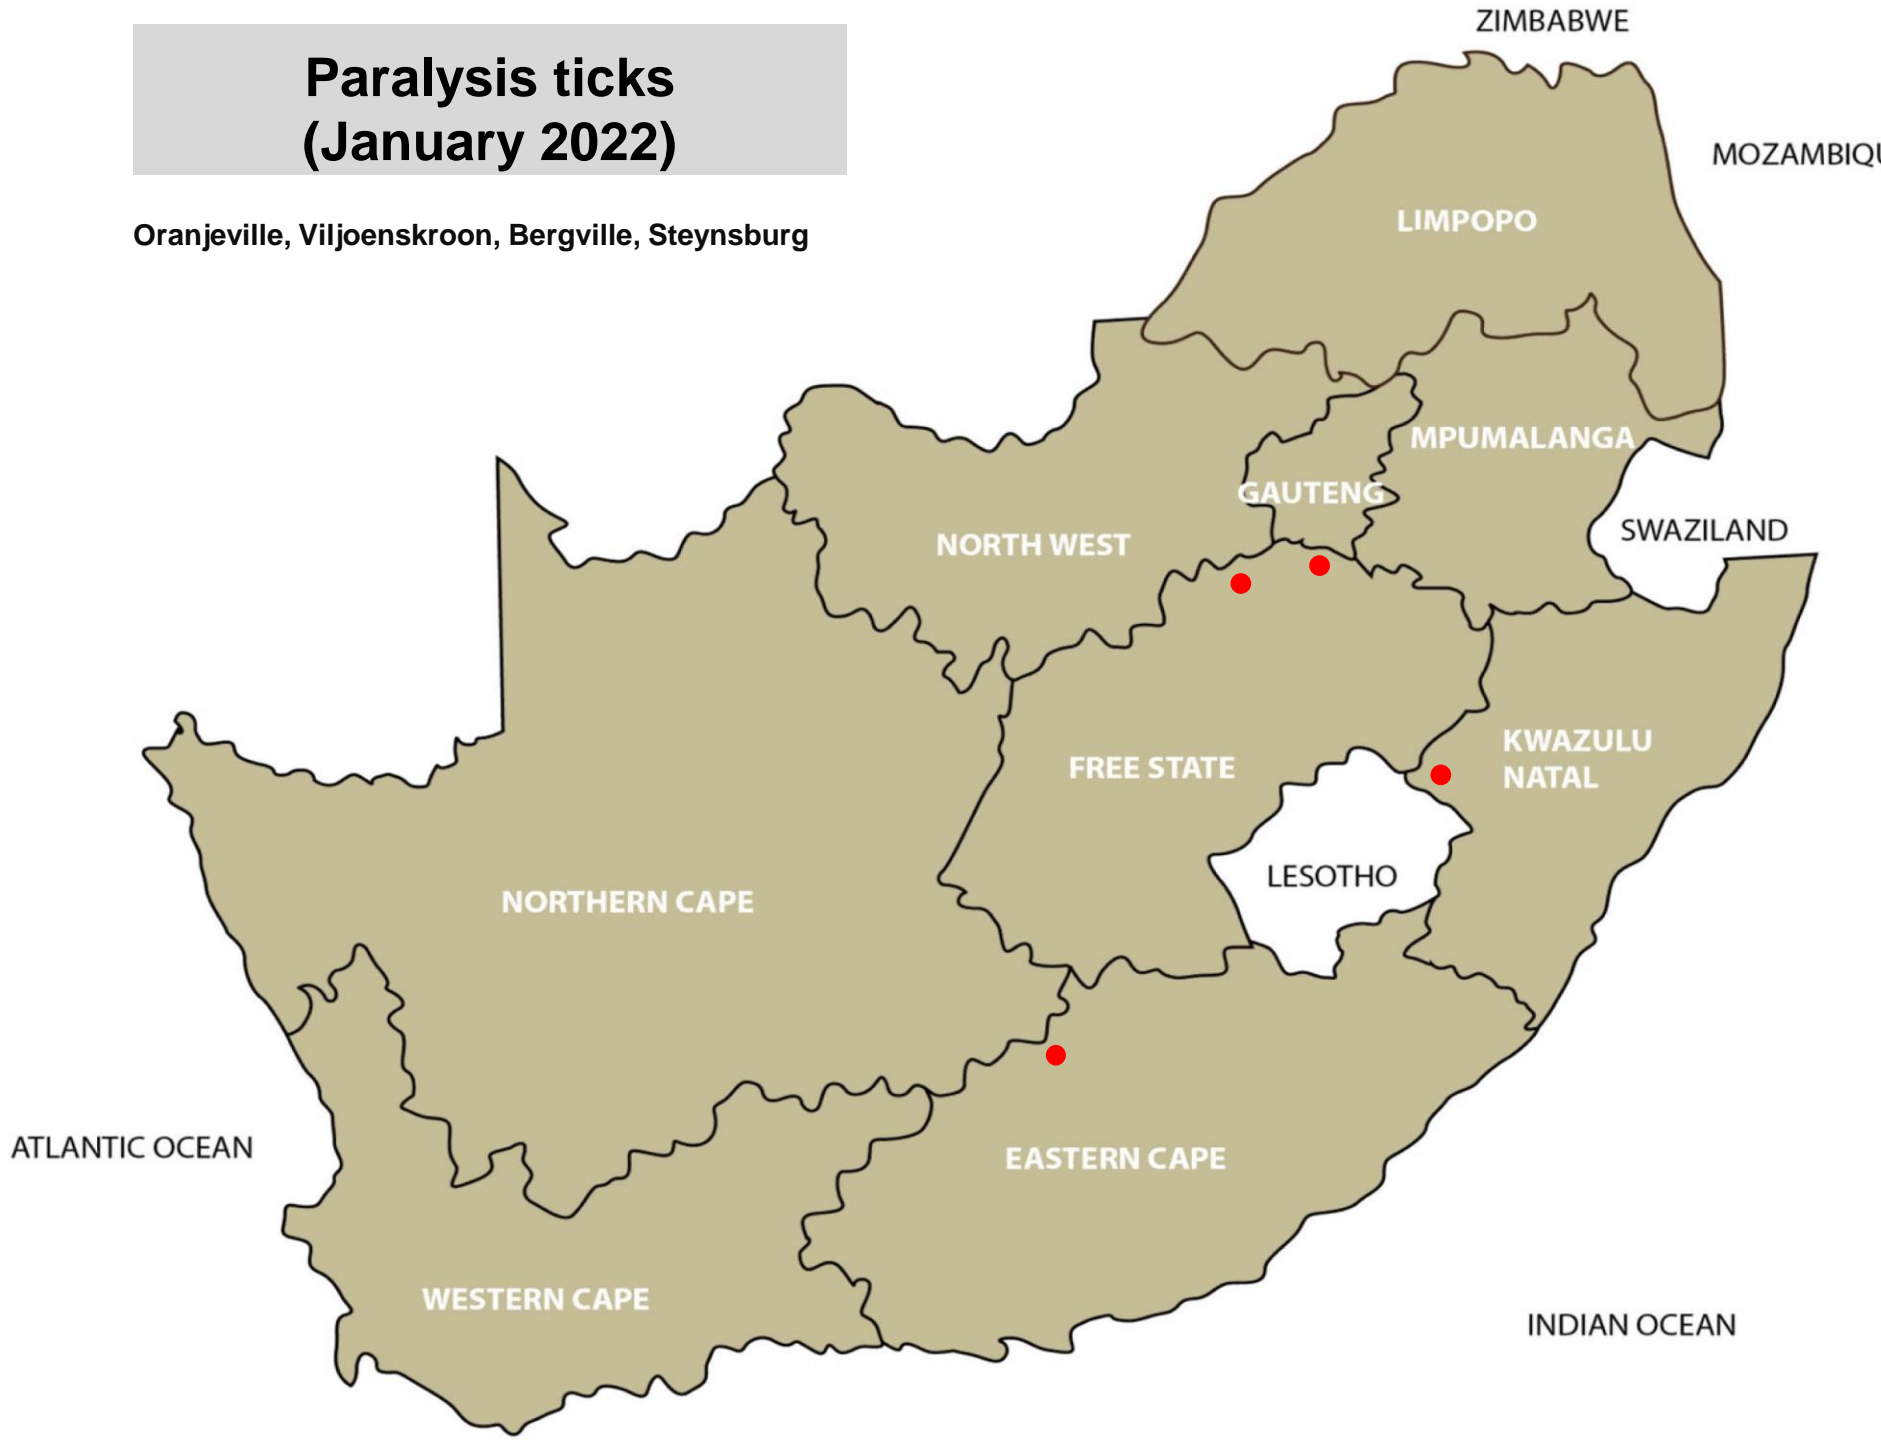 Paralysis ticks
(January 2022)
Oranjeville, Viljoenskroon, Bergville, Steynsburg
ZIMBABWE
MOZAMBIQU
LIMPOPO
MPUMALANGA
GAUTENG
SWAZILAND
NORTH WEST
KWAZULU
NATAL
FREE STATE
LESOTHO
NORTHERN CAPE
ATLANTIC OCEAN
EASTERN CAPE
WESTERN CAPE
INDIAN OCEAN